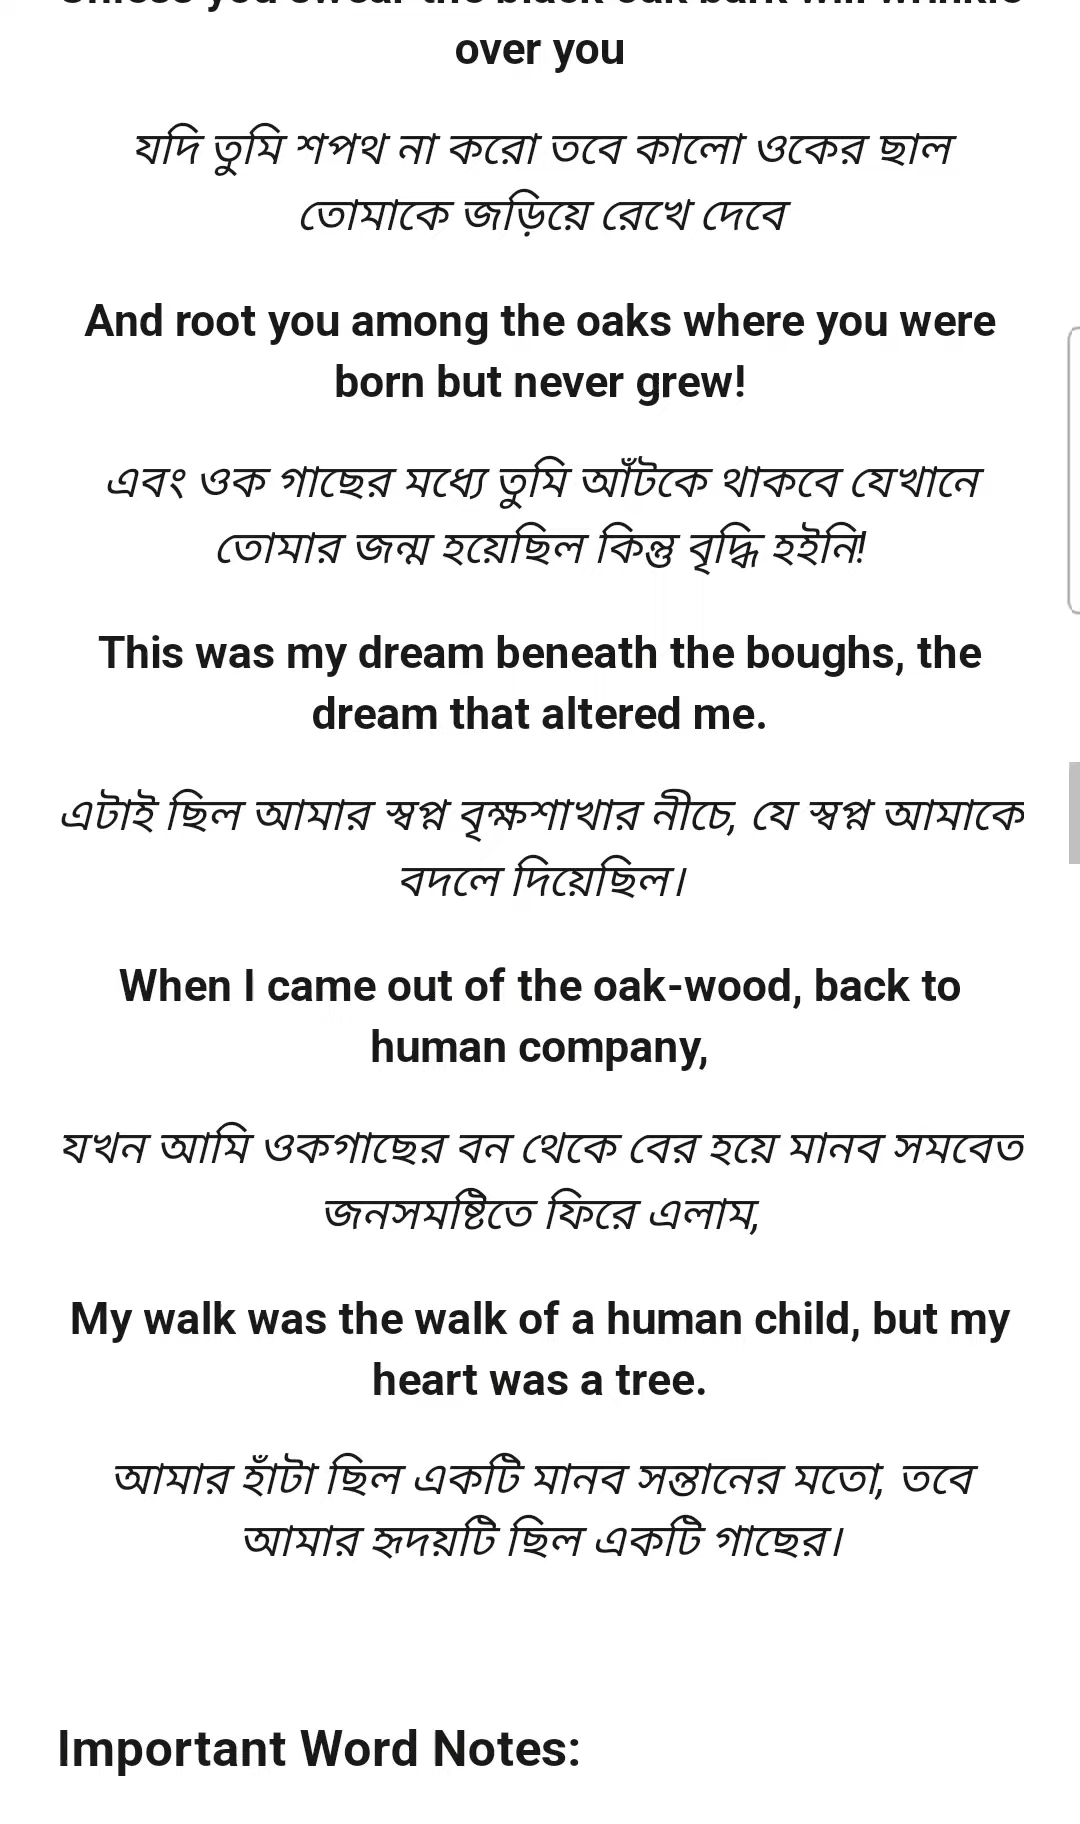 over you
যদি তুমি শপথ না করো তবে কালো ওকের ছাল
তোমাকে জড়িয়ে রেখে দেবে
And root you among the oaks where you were
born but never grew!
এবং ওক গাছের মধ্যে তুমি আঁটকে থাকবে যেখানে
তোমার জন্ম হয়েছিল কিন্তু বৃদ্ধি হইনি!
This was my dream beneath the boughs, the
dream that altered me.
এটাই ছিল আমার স্বপ্ন বৃক্ষশাখার নীচে, যে স্বপ্ন আমাকে
বদলে দিয়েছিল।
When I came out of the oak-wood, back to
human company,
যখন আমি ওকগাছের বন থেকে বের হয়ে মানব সমবেত
জনসমষ্টিতে ফিরে এলাম,
My walk was the walk of a human child, but my
heart was a tree.
আমার হাঁটা ছিল একটি মানব সন্তানের মতো, তবে
আমার হৃদয়টি ছিল একটি গাছের।
Important Word Notes: